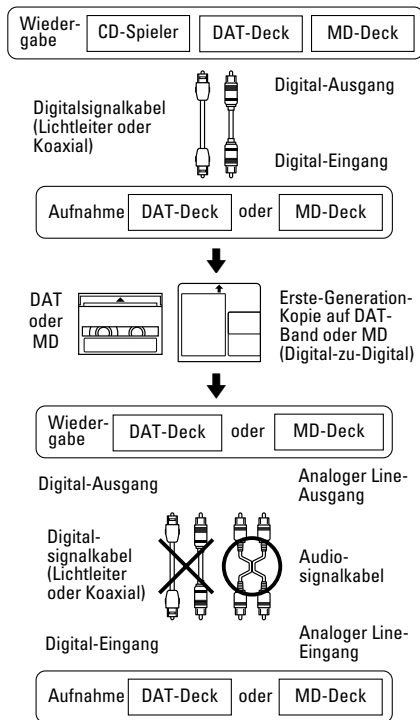 Wieder-
gabe CD-Spieler DAT-Deck MD-Deck
Digitalsignalkabel
(Lichtleiter oder
Koaxial)
Digital-Ausgang
Digital-Eingang
Aufnahme DAT-Deck oder MD-Deck
DAT
oder
MD
Erste-Generation-
Kopie auf DAT-
Band oder MD
(Digital-zu-Digital)
Wieder-
gabe DAT-Deck oder MD-Deck
Digital-Ausgang
Analoger Line-
Ausgang
Digital-
signalkabel
(Lichtleiter
oder Koaxial)
Audio-
signalkabel
Digital-Eingang
Analoger Line-
Eingang
Aufnahme DAT-Deck oder MD-Deck